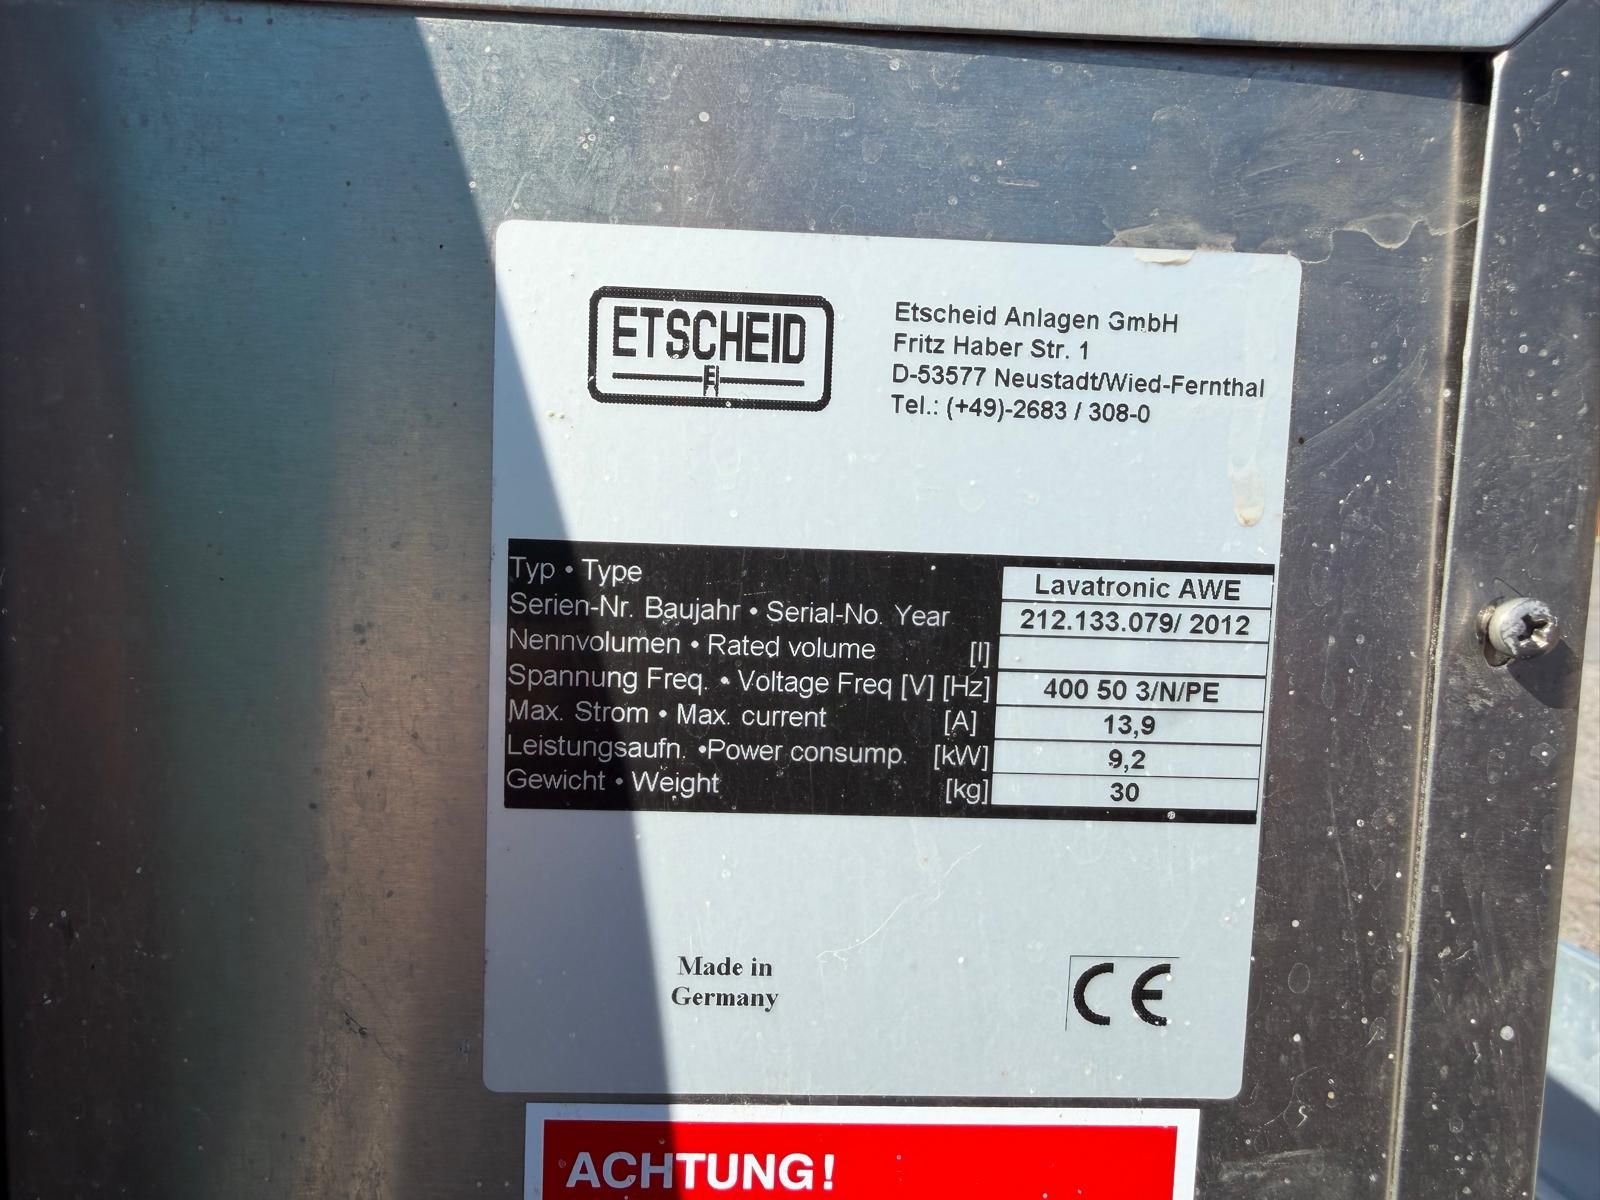 ETSCHEID
Etscheid Anlagen GmbH
Fritz Haber Str. 1
D-53577 Neustadt/Wied-Fernthal
Tel.: (+49)-2683 / 308-0
Typ • Type Lavatronic AWE
Serien-Nr. Baujahr • Serial-No. Year 212.133.079/ 2012
Nennvolumen • Rated volume [l]
Spannung Freq. • Voltage Freq [V] [Hz] 400 50 3/N/PE
Max. Strom • Max. current [A] 13,9
Leistungsaufn. •Power consump. [kW] 9,2
Gewicht • Weight [kg] 30
Made in
Germany
CE
ACHTUNG!